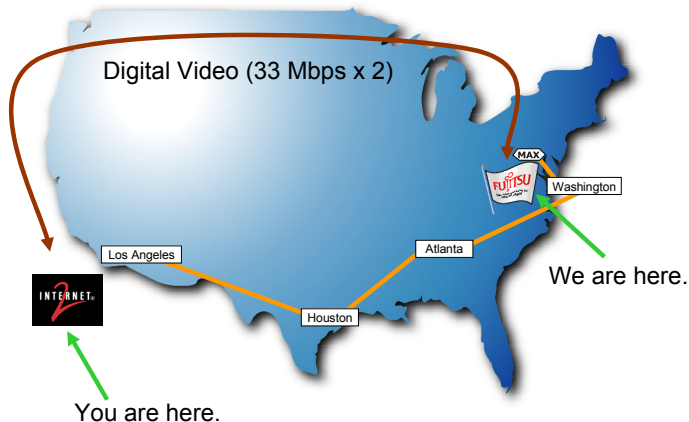 Digital Video (33 Mbps x 2)
MAX
FUJITSU
Washington
Los Angeles
Atlanta
We are here.
INTERNET®
2
Houston
You are here.